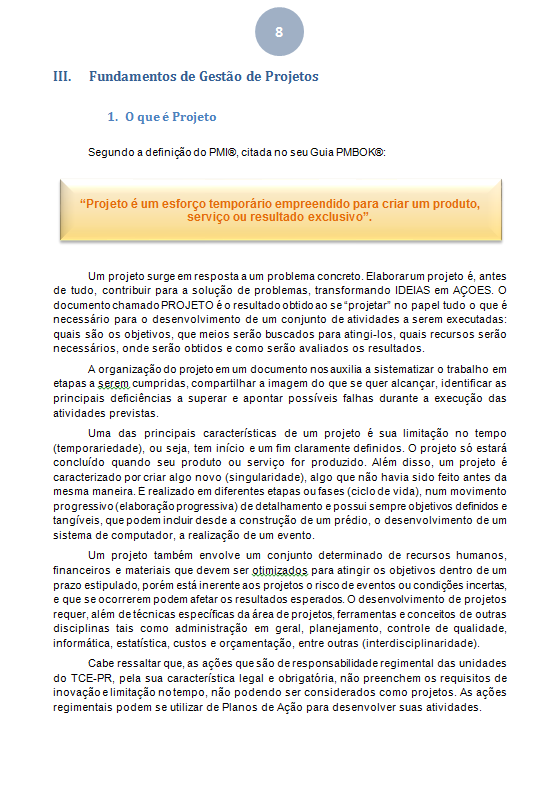 8
III. Fundamentos de Gestão de Projetos
1. O que é Projeto
Segundo a definição do PMI®, citada no seu Guia PMBOK®:
“Projeto é um esforço temporário empreendido para criar um produto,
serviço ou resultado exclusivo”.
Um projeto surge em resposta a um problema concreto. Elaborar um projeto é, antes
de tudo, contribuir para a solução de problemas, transformando IDEIAS em AÇOES. O
documento chamado PROJETO é o resultado obtido ao se “projetar” no papel tudo o que é
necessário para o desenvolvimento de um conjunto de atividades a serem executadas:
quais são os objetivos, que meios serão buscados para atingi-los, quais recursos serão
necessários, onde serão obtidos e como serão avaliados os resultados.
A organização do projeto em um documento nos auxilia a sistematizar o trabalho em
etapas a serem cumpridas, compartilhar a imagem do que se quer alcançar, identificar as
principais deficiências a superar e apontar possíveis falhas durante a execução das
atividades previstas.
Uma das principais características de um projeto é sua limitação no tempo
(temporariedade), ou seja, tem início e um fim claramente definidos. O projeto só estará
concluído quando seu produto ou serviço for produzido. Além disso, um projeto é
caracterizado por criar algo novo (singularidade), algo que não havia sido feito antes da
mesma maneira. E realizado em diferentes etapas ou fases (ciclo de vida), num movimento
progressivo (elaboração progressiva) de detalhamento e possui sempre objetivos definidos e
tangíveis, que podem incluir desde a construção de um prédio, o desenvolvimento de um
sistema de computador, a realização de um evento.
Um projeto também envolve um conjunto determinado de recursos humanos,
financeiros e materiais que devem ser otimizados para atingir os objetivos dentro de um
prazo estipulado, porém está inerente aos projetos o risco de eventos ou condições incertas,
e que se ocorrerem podem afetar os resultados esperados. O desenvolvimento de projetos
requer, além de técnicas específicas da área de projetos, ferramentas e conceitos de outras
disciplinas tais como administração em geral, planejamento, controle de qualidade,
informática, estatística, custos e orçamentação, entre outras (interdisciplinaridade).
Cabe ressaltar que, as ações que são de responsabilidade regimental das unidades
do TCE-PR, pela sua característica legal e obrigatória, não preenchem os requisitos de
inovação e limitação no tempo, não podendo ser considerados como projetos. As ações
regimentais podem se utilizar de Planos de Ação para desenvolver suas atividades.